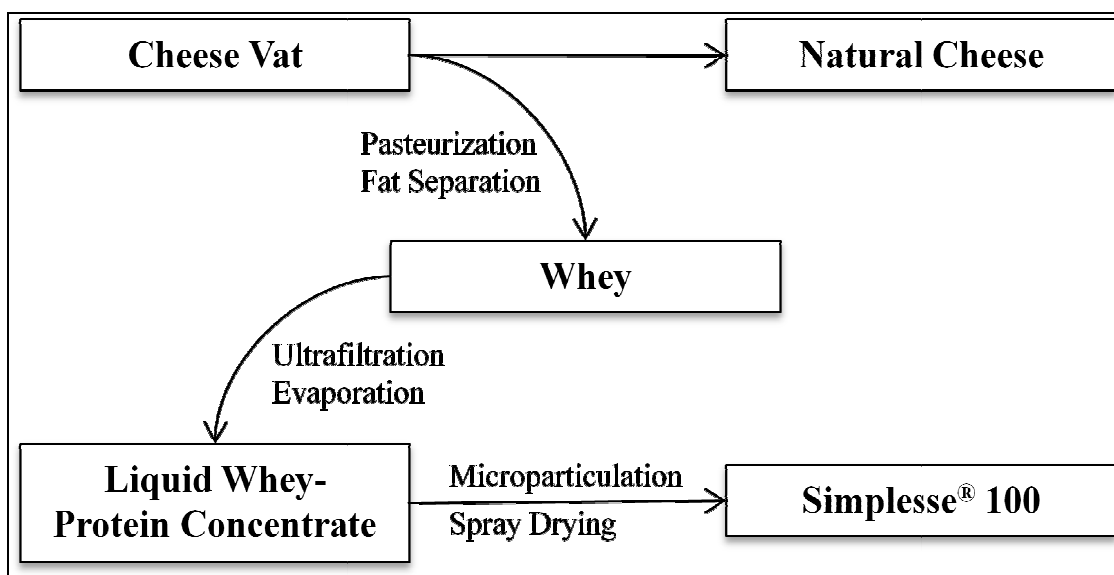 Cheese Vat
Natural Cheese
Pasteurization
Fat Separation
Whey
Ultrafiltration
Evaporation
Liquid Whey-
Protein Concentrate
Microparticulation
Spray Drying
Simplesse® 100